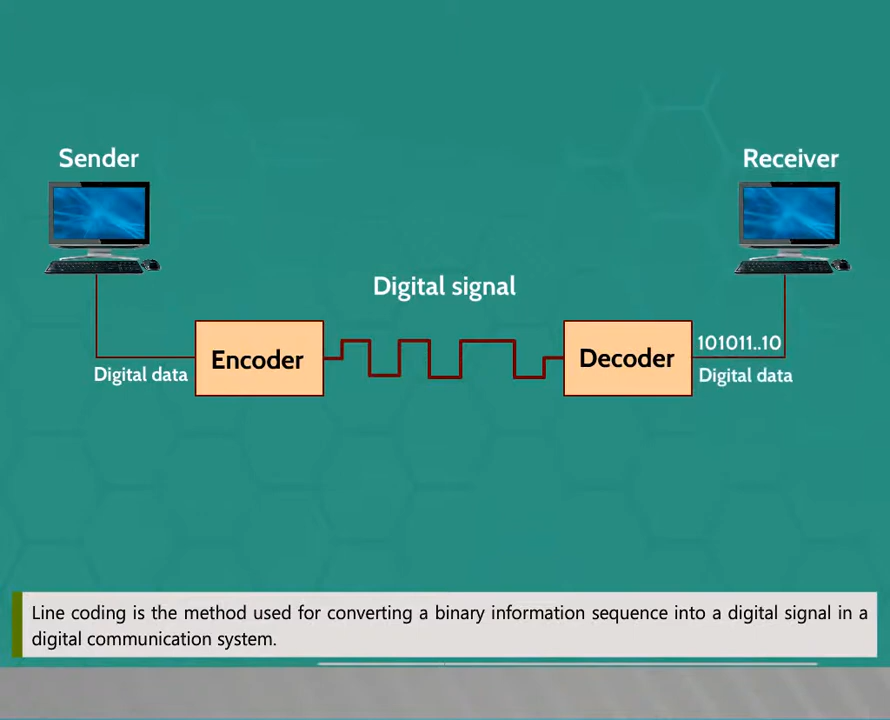 Sender
Receiver
Digital signal
Encoder
Decoder
101011..10
Digital data
Digital data
Line coding is the method used for converting a binary information sequence into a digital signal in a
digital communication system.